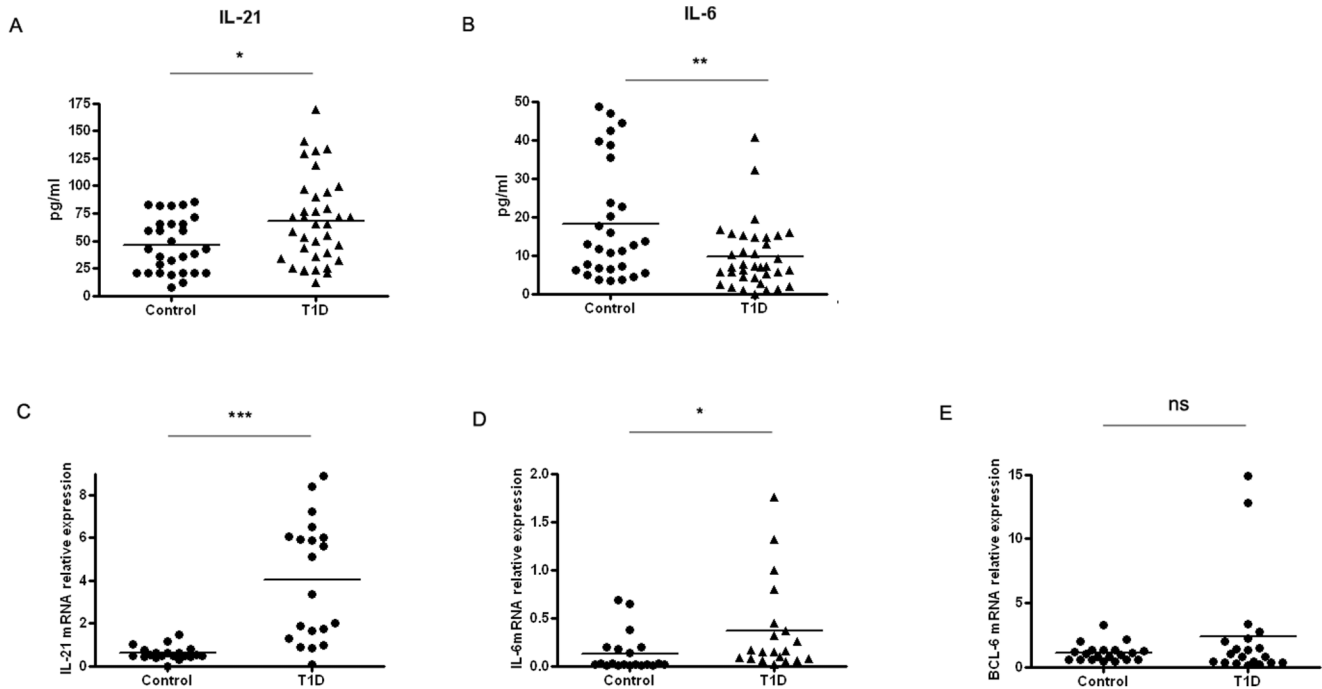 A
IL-21
*
pg/ml
175
150
125
100
75
50
25
0
Control
T1D
B
IL-6
**
pg/ml
50
40
30
20
10
0
Control
T1D
C
***
IL-21 mRNA relative expression
8
6
4
2
0
Control
T1D
D
*
IL-6mRNA relative expression
2.0
1.5
1.0
0.5
0.0
Control
T1D
E
ns
BCL-6 mRNA relative expression
15
10
5
0
Control
T1D